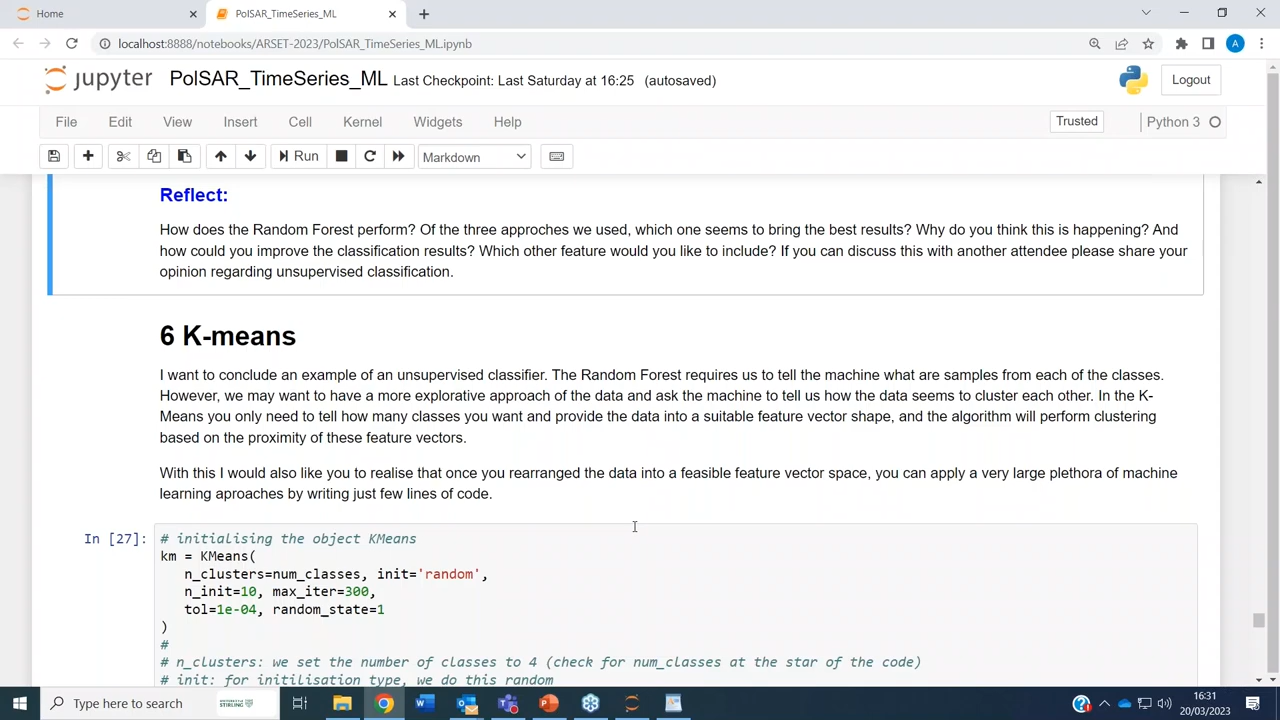 Home
PolSAR_TimeSeries_ML
localhost:8888/notebooks/ARSET-2023/PolSAR_TimeSeries_ML.ipynb
A
jupyter PolSAR_TimeSeries_ML Last Checkpoint: Last Saturday at 16:25 (autosaved)
Logout
File Edit View Insert Cell Kernel Widgets Help
Trusted
Python 3
Run
Markdown
Reflect:
How does the Random Forest perform? Of the three approches we used, which one seems to bring the best results? Why do you think this is happening? And
how could you improve the classification results? Which other feature would you like to include? If you can discuss this with another attendee please share your
opinion regarding unsupervised classification.
6 K-means
I want to conclude an example of an unsupervised classifier. The Random Forest requires us to tell the machine what are samples from each of the classes.
However, we may want to have a more explorative approach of the data and ask the machine to tell us how the data seems to cluster each other. In the K-
Means you only need to tell how many classes you want and provide the data into a suitable feature vector shape, and the algorithm will perform clustering
based on the proximity of these feature vectors.
With this I would also like you to realise that once you rearranged the data into a feasible feature vector space, you can apply a very large plethora of machine
learning aproaches by writing just few lines of code.
In [27]:
# initialising the object KMeans
km = KMeans(
n_clusters=num_classes, init='random',
n_init=10, max_iter=300,
tol=1e-04, random_state=1
)
#
# n_clusters: we set the number of classes to 4 (check for num_classes at the star of the code)
# init: for initilisation type, we do this random
Type here to search
16:31
20/03/2023